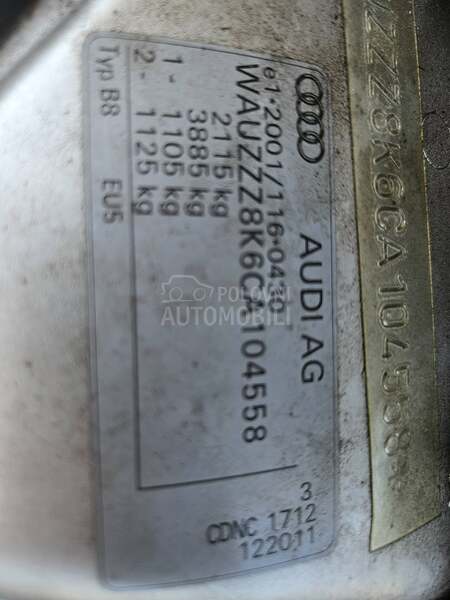 AUDI AG
e1*2001/116*0430*
WAUZZZ8K6CA104558
2115 kg
3885 kg
1 - 1105 kg
2 - 1125 kg
Typ B8 EU5
3
CDNC 1712
122011
ZZZ8K6CA104558
POLOVNI
AUTOMOBILI